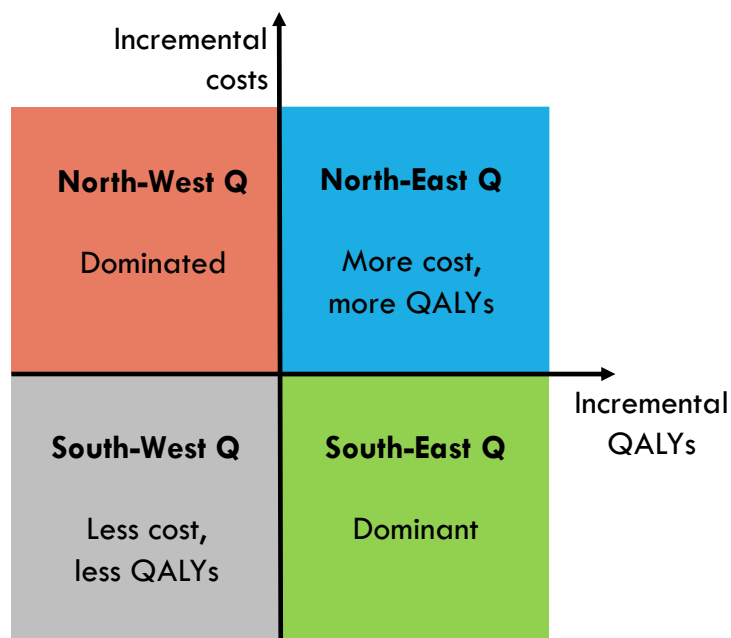 Incremental
costs
North-West Q
Dominated
North-East Q
More cost,
more QALYs
Incremental
QALYs
South-West Q
Less cost,
less QALYs
South-East Q
Dominant